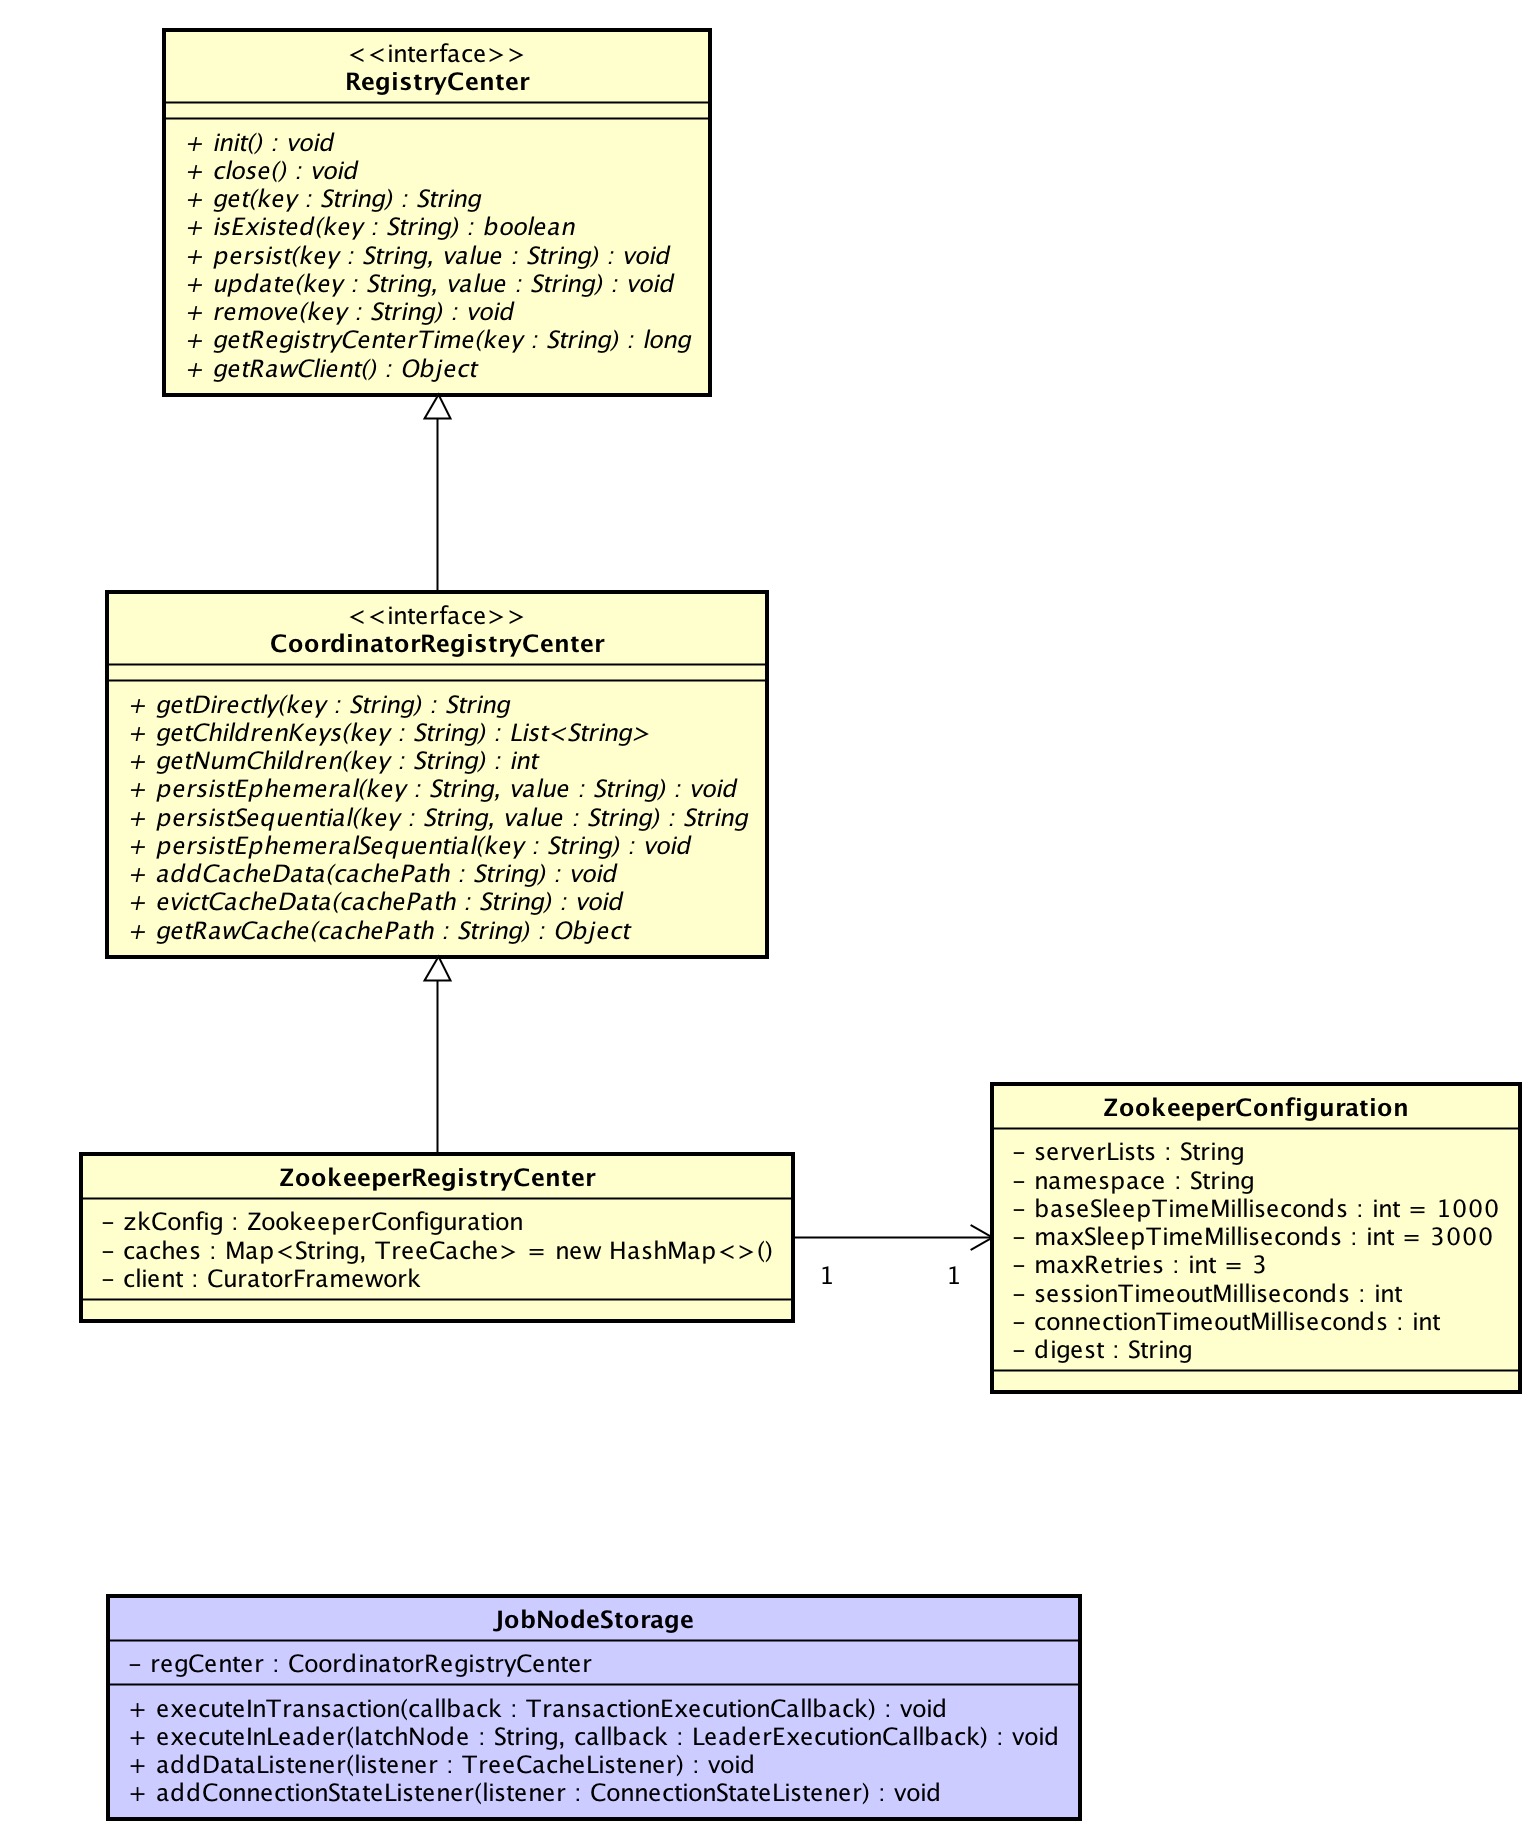 <<interface>>
RegistryCenter
+ init() : void
+ close() : void
+ get(key : String) : String
+ isExisted(key : String) : boolean
+ persist(key : String, value : String) : void
+ update(key : String, value : String) : void
+ remove(key : String) : void
+ getRegistryCenterTime(key : String) : long
+ getRawClient() : Object
<<interface>>
CoordinatorRegistryCenter
+ getDirectly(key : String) : String
+ getChildrenKeys(key : String) : List<String>
+ getNumChildren(key : String) : int
+ persistEphemeral(key : String, value : String) : void
+ persistSequential(key : String, value : String) : String
+ persistEphemeralSequential(key : String) : void
+ addCacheData(cachePath : String) : void
+ evictCacheData(cachePath : String) : void
+ getRawCache(cachePath : String) : Object
ZookeeperRegistryCenter
- zkConfig : ZookeeperConfiguration
- caches : Map<String, TreeCache> = new HashMap<>()
- client : CuratorFramework
1 1
ZookeeperConfiguration
- serverLists : String
- namespace : String
- baseSleepTimeMilliseconds : int = 1000
- maxSleepTimeMilliseconds : int = 3000
- maxRetries : int = 3
- sessionTimeoutMilliseconds : int
- connectionTimeoutMilliseconds : int
- digest : String
JobNodeStorage
- regCenter : CoordinatorRegistryCenter
+ executeInTransaction(callback : TransactionExecutionCallback) : void
+ executeInLeader(latchNode : String, callback : LeaderExecutionCallback) : void
+ addDataListener(listener : TreeCacheListener) : void
+ addConnectionStateListener(listener : ConnectionStateListener) : void